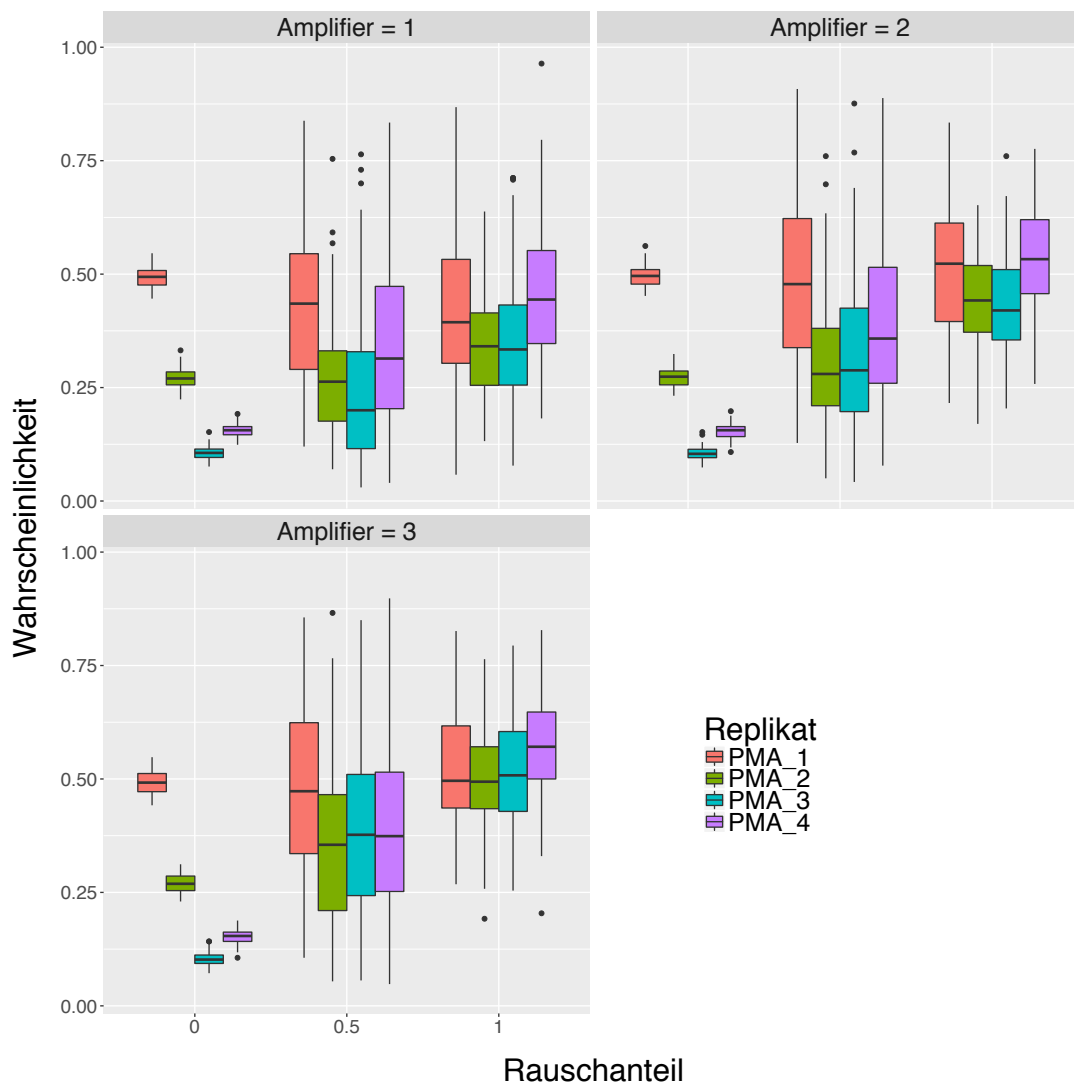 Amplifier = 1
Amplifier = 2
1.00
0.75
0.50
0.25
0.00
Amplifier = 3
Wahrscheinlichkeit
1.00
0.75
0.50
0.25
0.00
Replikat
PMA_1
PMA_2
PMA_3
PMA_4
0
0.5
1
Rauschanteil